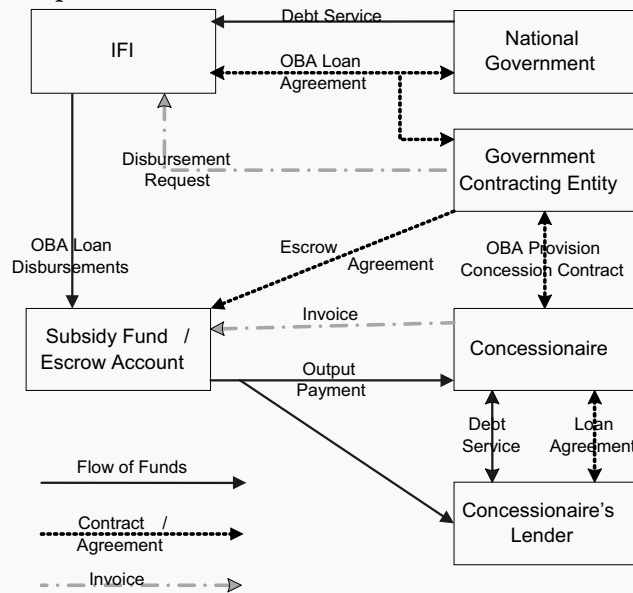 Debt Service
IFI
National
Government
OBA Loan
Agreement
Disbursement
Request
Government
Contracting Entity
OBA Loan
Disbursements
Escrow
Agreement
OBA Provision
Concession Contract
Invoice
Subsidy Fund /
Escrow Account
Concessionaire
Output
Payment
Debt
Service
Loan
Agreement
Flow of Funds
Concessionaire's
Lender
Contract /
Agreement
Invoice